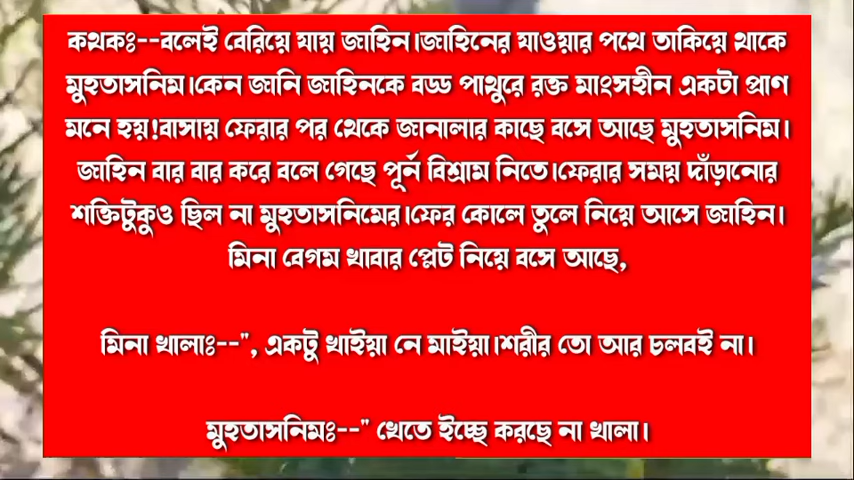 কথকঃ--বলেই বেরিয়ে যায় জাহিন।জাহিনের যাওয়ার পথে তাকিয়ে থাকে
মুহতাসনিম।কেন জানি জাহিনকে বড্ড পাথুরে রক্ত মাংসহীন একটা প্রাণ
মনে হয়!বাসায় ফেরার পর থেকে জানালার কাছে বসে আছে মুহতাসনিম।
জাহিন বার বার করে বলে গেছে পূর্ন বিশ্রাম নিতে।ফেরার সময় দাঁড়ানোর
শক্তিটুকুও ছিল না মুহতাসনিমের।ফের কোলে তুলে নিয়ে আসে জাহিন।
মিনা বেগম খাবার প্লেট নিয়ে বসে আছে,
মিনা খালাঃ--", একটু খাইয়া নে মাইয়া।শরীর তো আর চলবই না।
মুহতাসনিমঃ--" খেতে ইচ্ছে করছে না খালা।